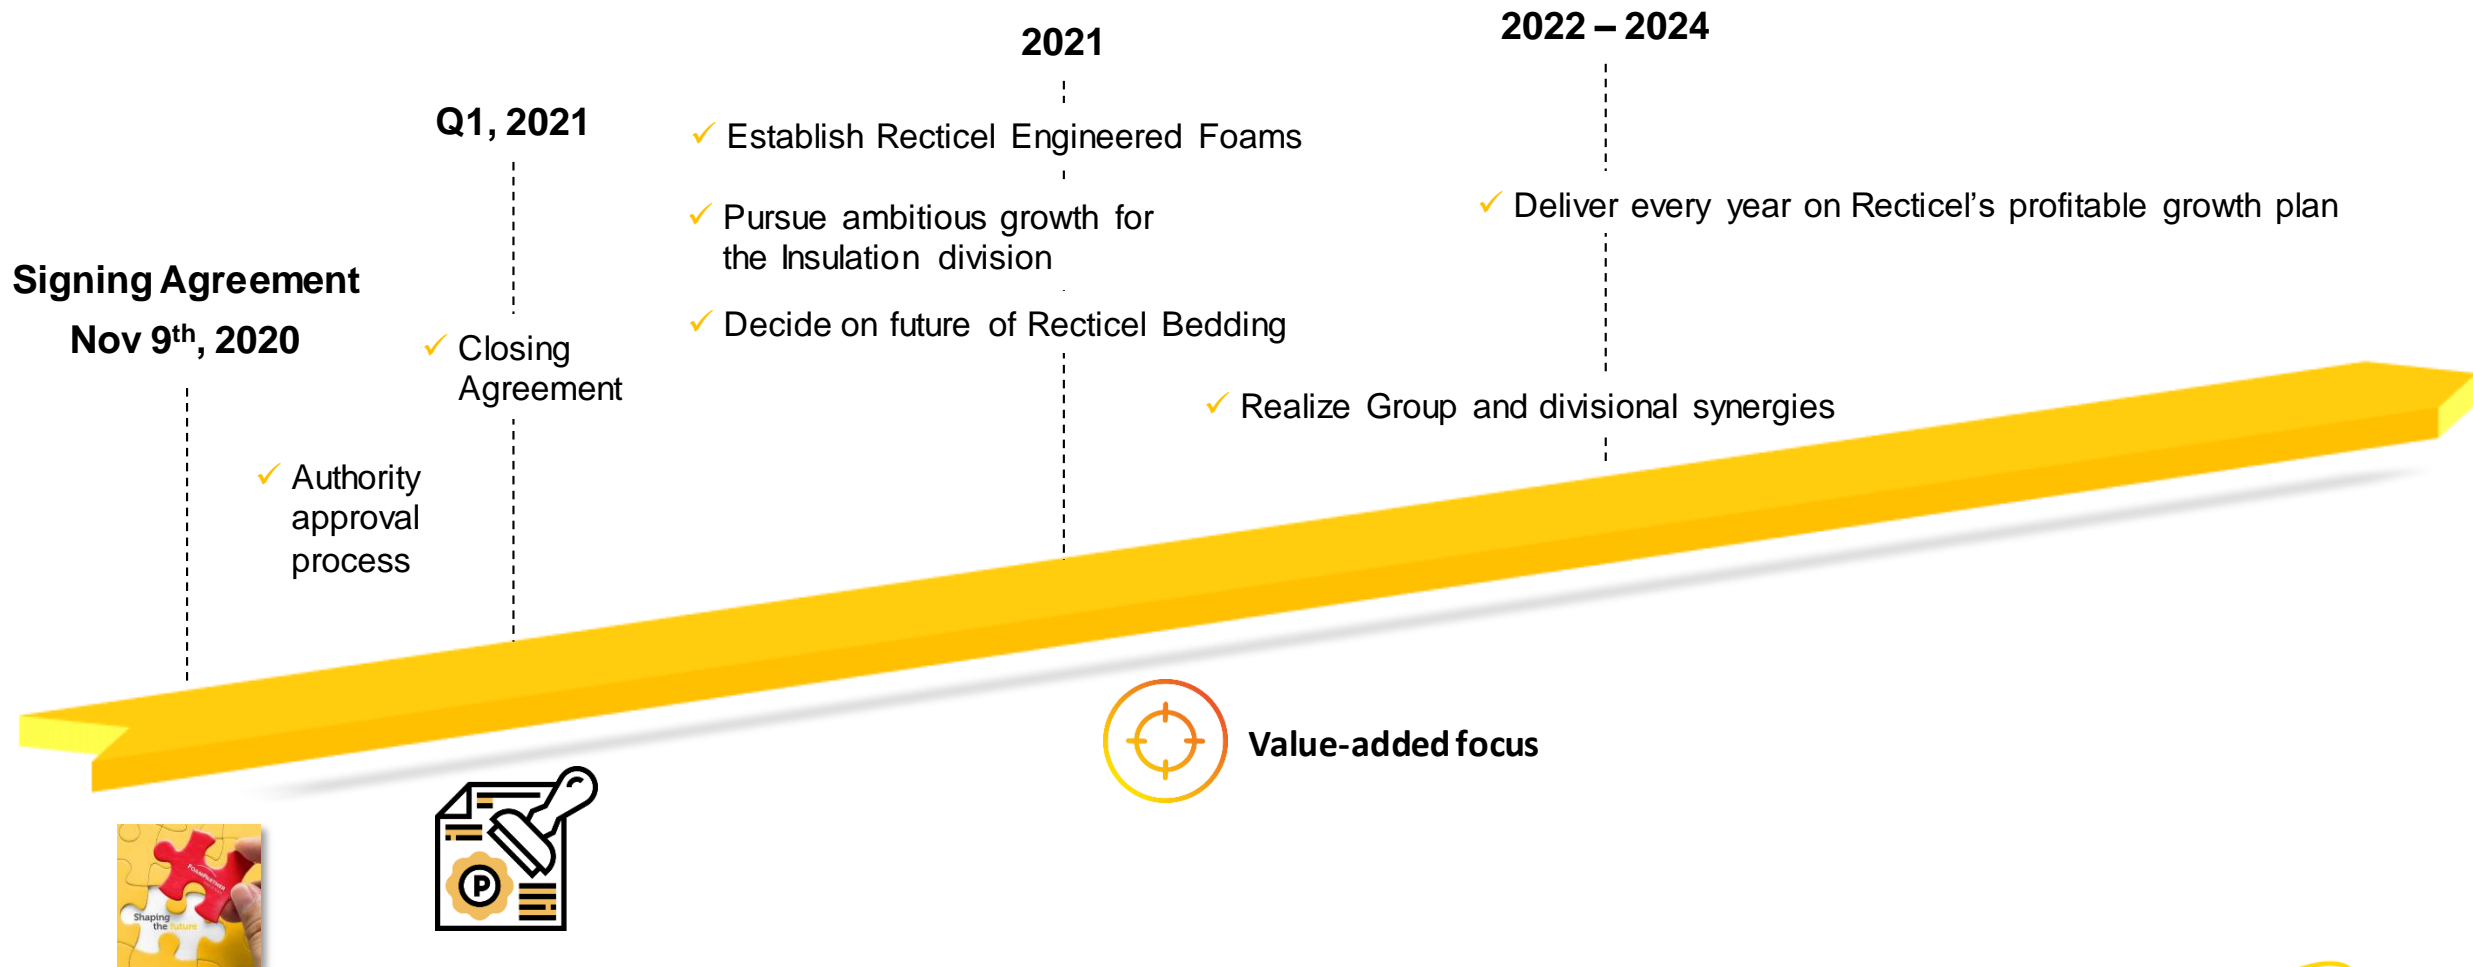 Signing Agreement
Nov 9th, 2020
Authority
approval
process
Q1, 2021
Closing
Agreement
2021
Establish Recticel Engineered Foams
Pursue ambitious growth for
the Insulation division
Decide on future of Recticel Bedding
2022 – 2024
Deliver every year on Recticel’s profitable growth plan
Realize Group and divisional synergies
Value-added focus
FOAMPARTNER
Shaping
the future
P